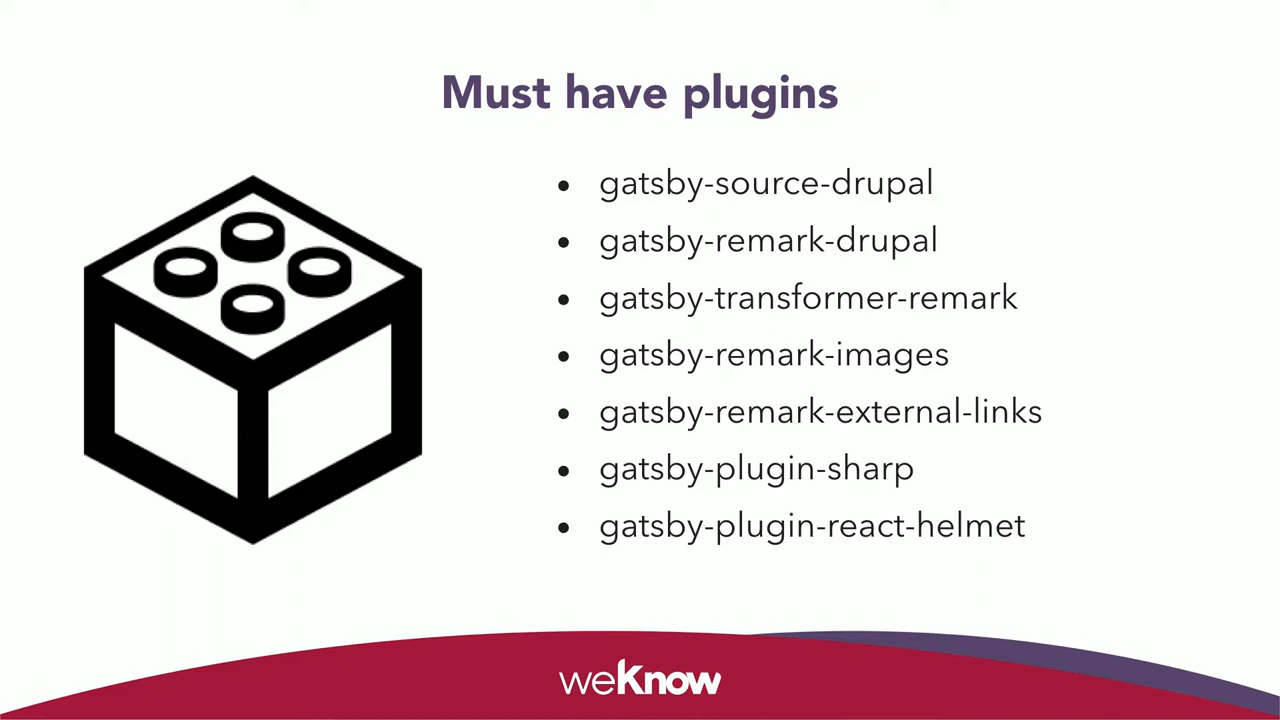 Must have plugins
• gatsby-source-drupal
• gatsby-remark-drupal
• gatsby-transformer-remark
• gatsby-remark-images
• gatsby-remark-external-links
• gatsby-plugin-sharp
• gatsby-plugin-react-helmet
weKnow